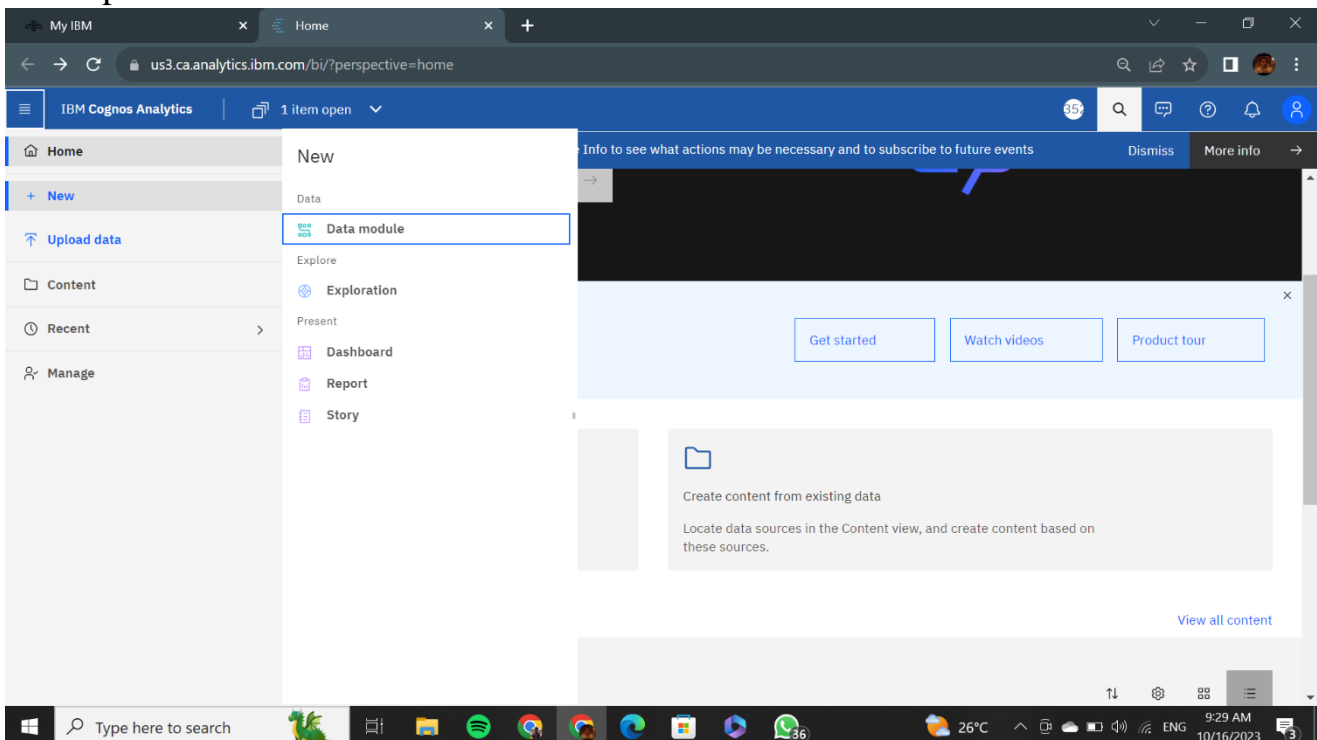 My IBM
Home
us3.ca.analytics.ibm.com/bi/?perspective=home
IBM Cognos Analytics
1 item open
Home
New
Info to see what actions may be necessary and to subscribe to future events
Dismiss
More info
New
Upload data
Content
Recent
Manage
Data
Data module
Explore
Exploration
Present
Dashboard
Report
Story
Get started
Watch videos
Product tour
Create content from existing data
Locate data sources in the Content view, and create content based on
these sources.
View all content
Type here to search
36
26°C
ENG
9:29 AM
10/16/2023
3